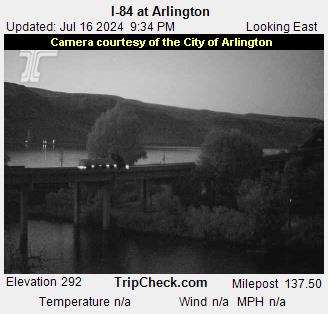 I-84 at Arlington
Updated: Jul 16 2024  9:34 PM Looking East
Camera courtesy of the City of Arlington
Elevation 292 TripCheck.com Milepost 137.50
Temperature n/a Wind n/a MPH n/a